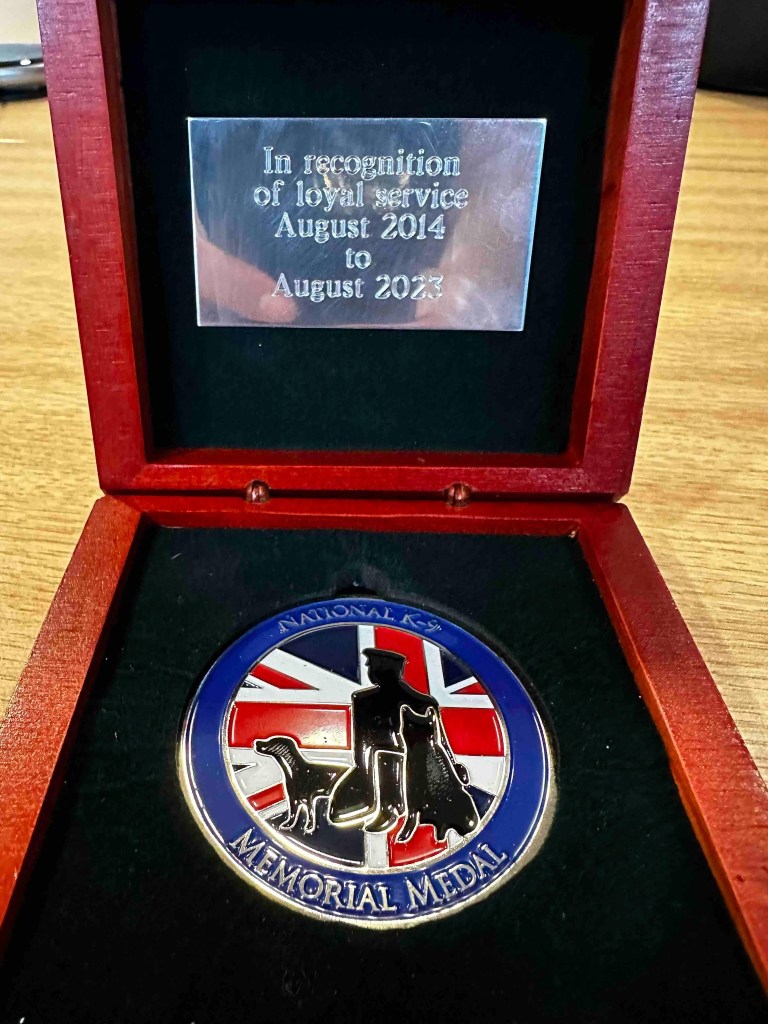 In recognition
of loyal service
August 2014
to
August 2023
NATIONAL K-9
MEMORIAL MEDAL